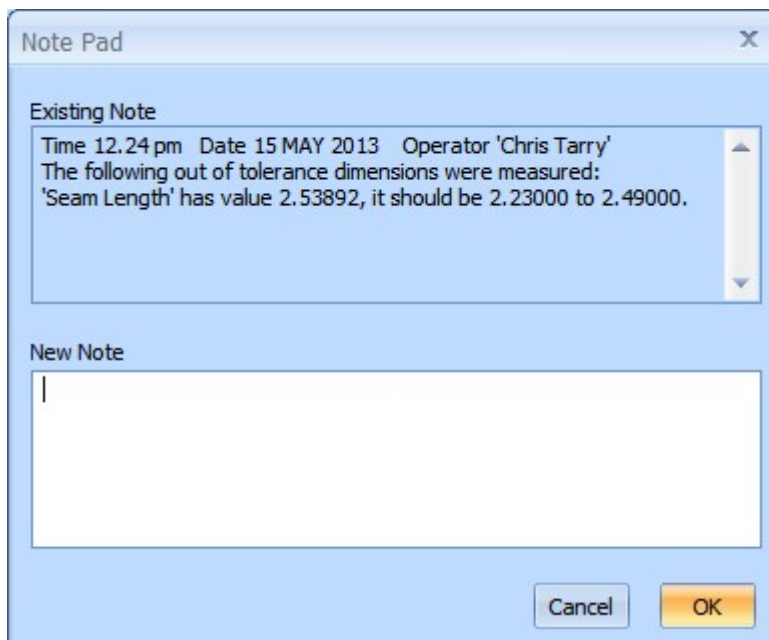 Note Pad
Existing Note
Time 12.24 pm Date 15 MAY 2013 Operator 'Chris Tarry'
The following out of tolerance dimensions were measured:
'Seam Length' has value 2.53892, it should be 2.23000 to 2.49000.
New Note
Cancel OK